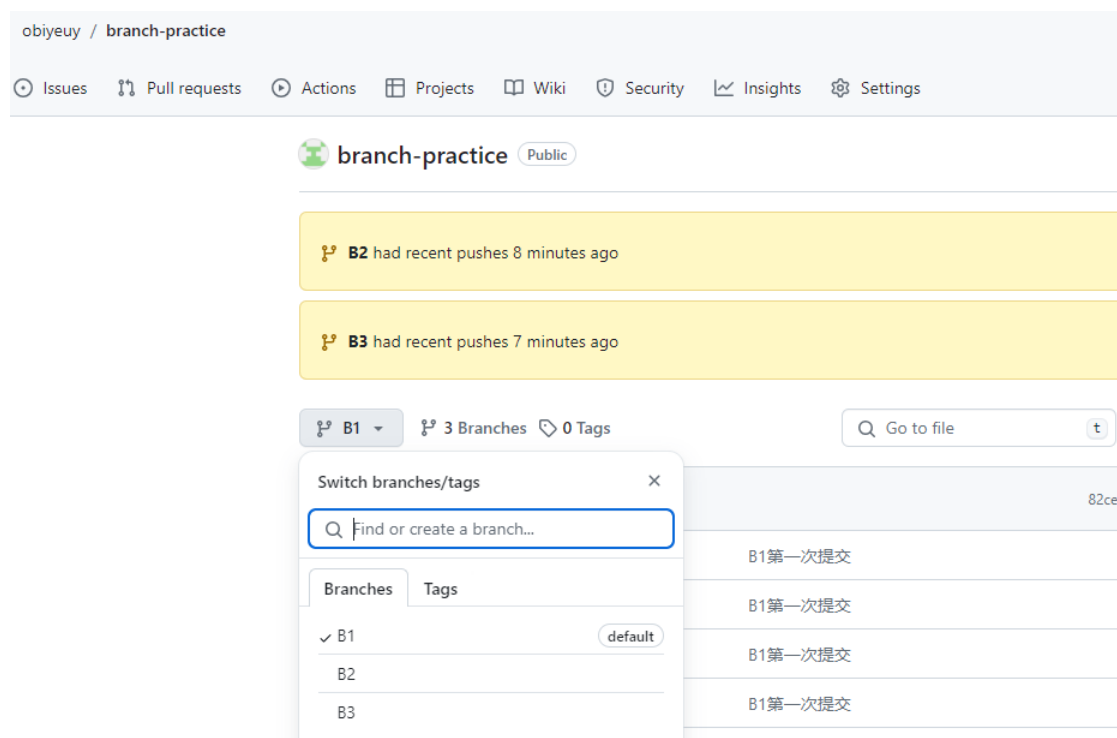 obiyeuy / branch-practice
Issues Pull requests Actions Projects Wiki Security Insights Settings
branch-practice Public
B2 had recent pushes 8 minutes ago
B3 had recent pushes 7 minutes ago
B1 3 Branches 0 Tags Go to file t
Switch branches/tags
82ce
Find or create a branch...
B1第一次提交
Branches Tags
B1第一次提交
B1 default
B1第一次提交
B2
B1第一次提交
B3